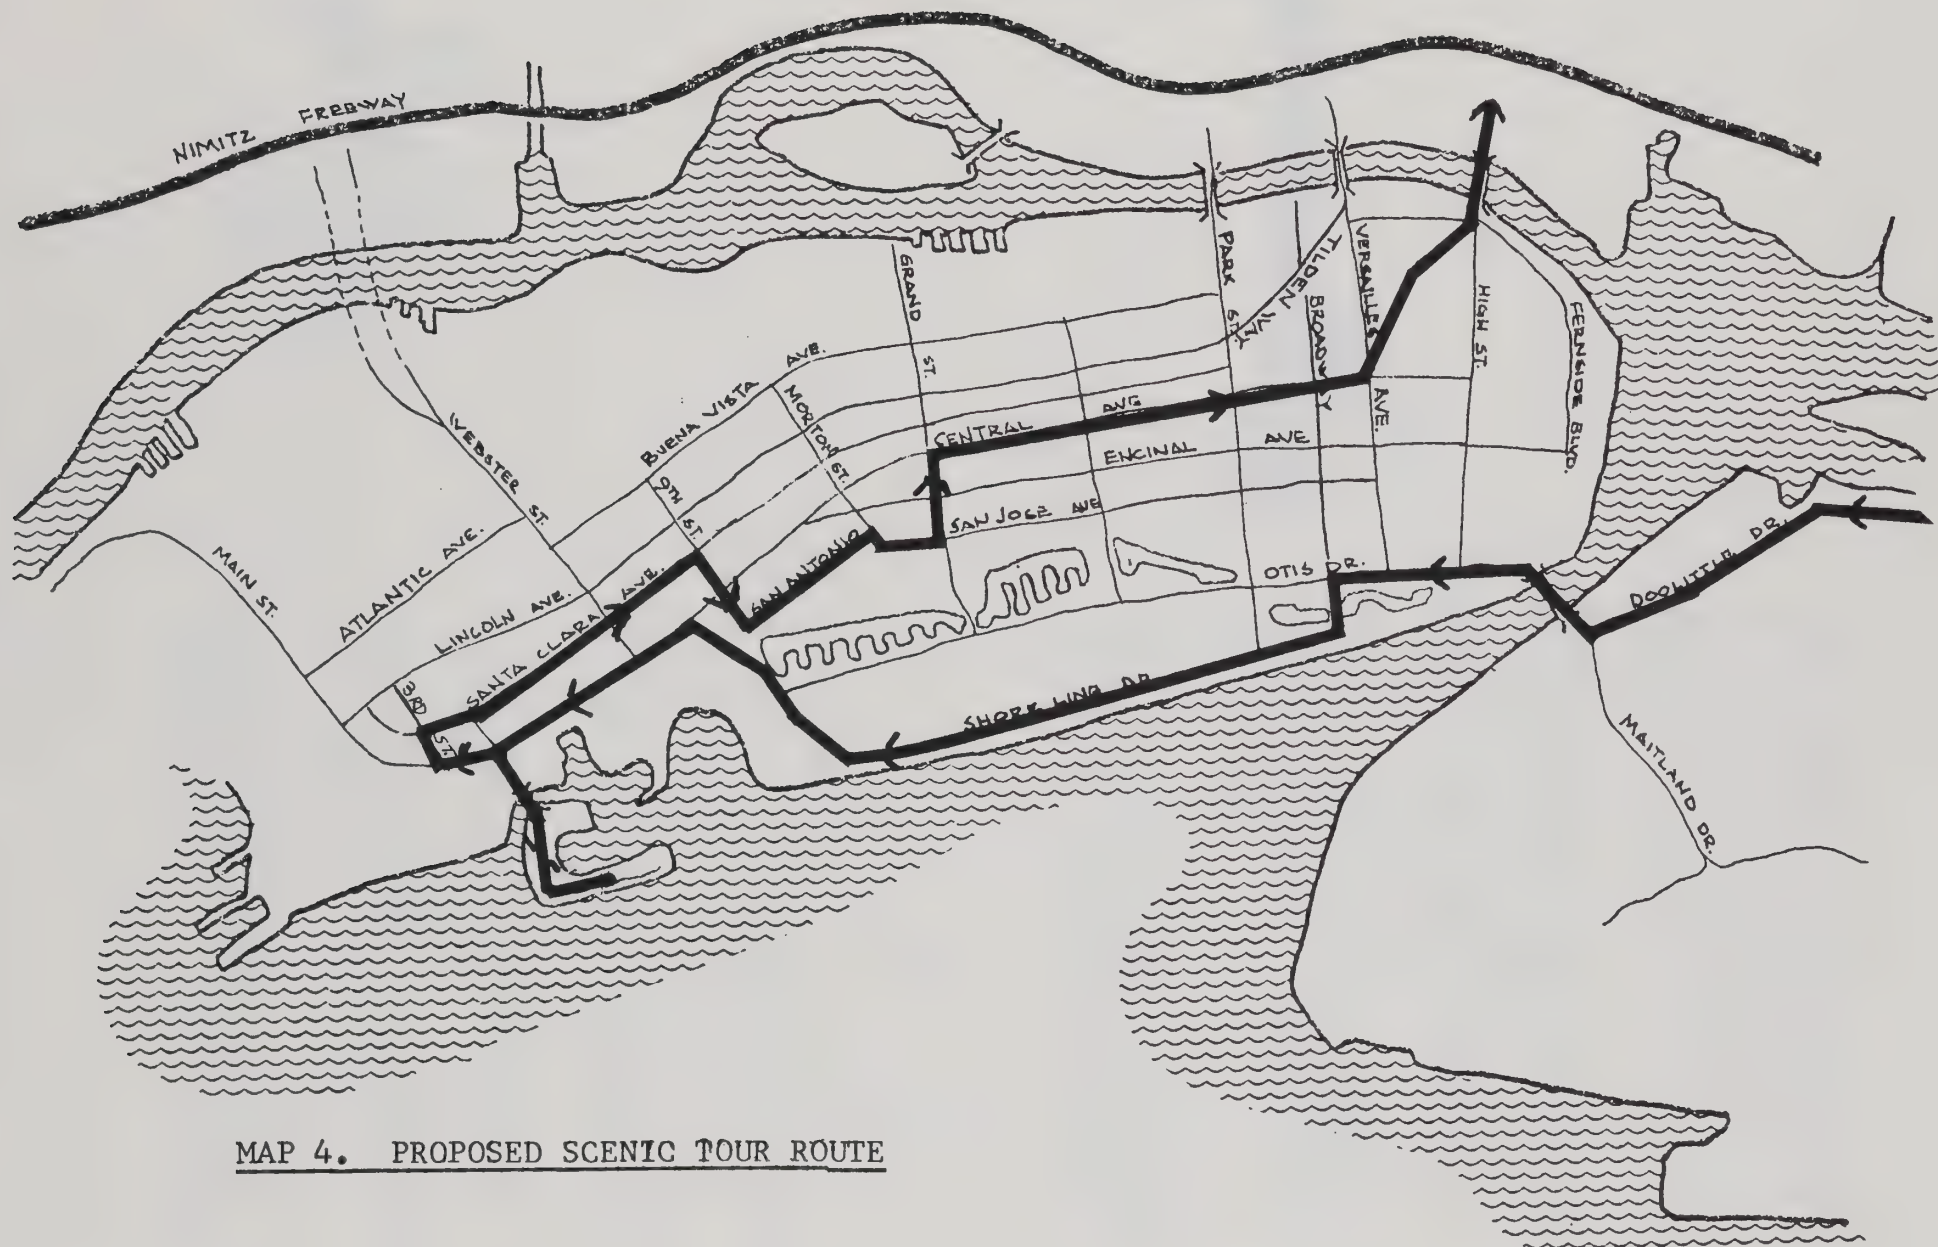 NIMITZ FREEWAY
GRAND ST.
PARK ST.
TILDEN WAY
VERSAILLES AVE.
BROADWAY
HIGH ST.
FERNSIDE BLVD.
BUENA VISTA AVE.
MORTON ST.
9TH ST.
WEBSTER ST.
CENTRAL AVE
ENCINAL AVE
SAN JOSE AVE
SAN ANTONIO
ATLANTIC AVE.
MAIN ST.
LINCOLN AVE.
SANTA CLARA AVE.
3RD ST.
OTIS DR.
DOOLITTLE DR.
SHORE LINE DR.
MAITLAND DR.
MAP 4. PROPOSED SCENIC TOUR ROUTE